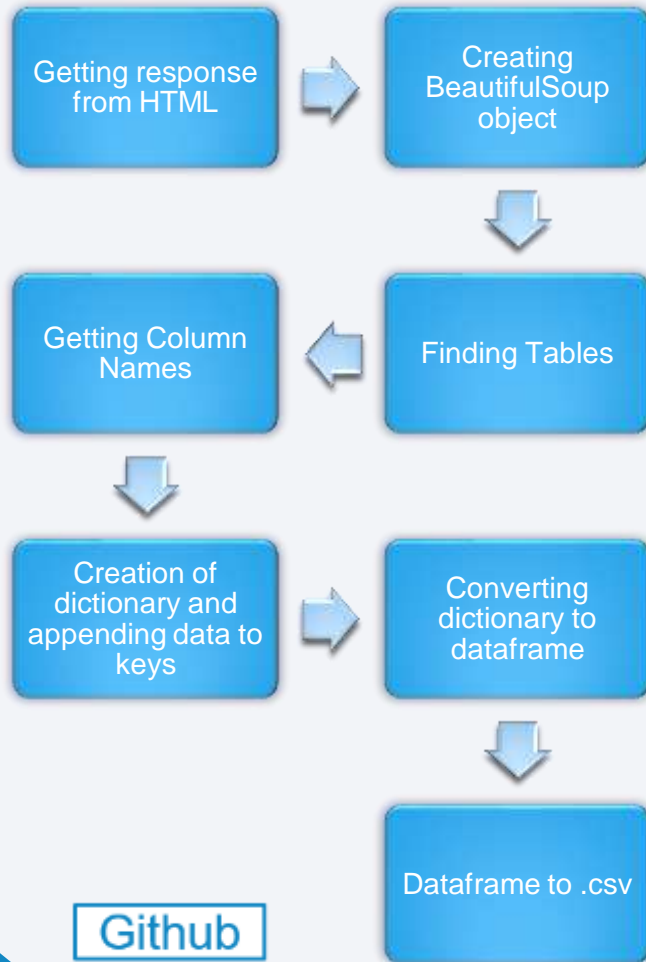 Getting response
from HTML
Creating
BeautifulSoup
object
Finding Tables
Getting Column
Names
Creation of
dictionary and
appending data to
keys
Converting
dictionary to
dataframe
Dataframe to .csv
Github